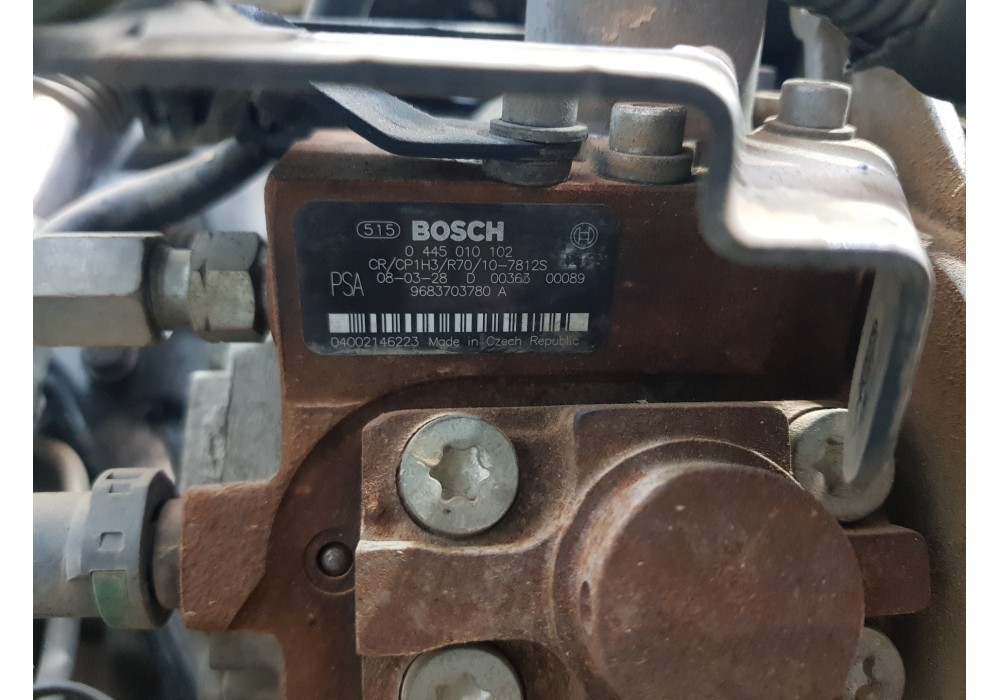 515 BOSCH
0 445 010 102
CR/CP1H3/R70/10-7812S
PSA 08-03-28 D 00363 00089
9683703780 A
04002146223 Made in Czech Republic